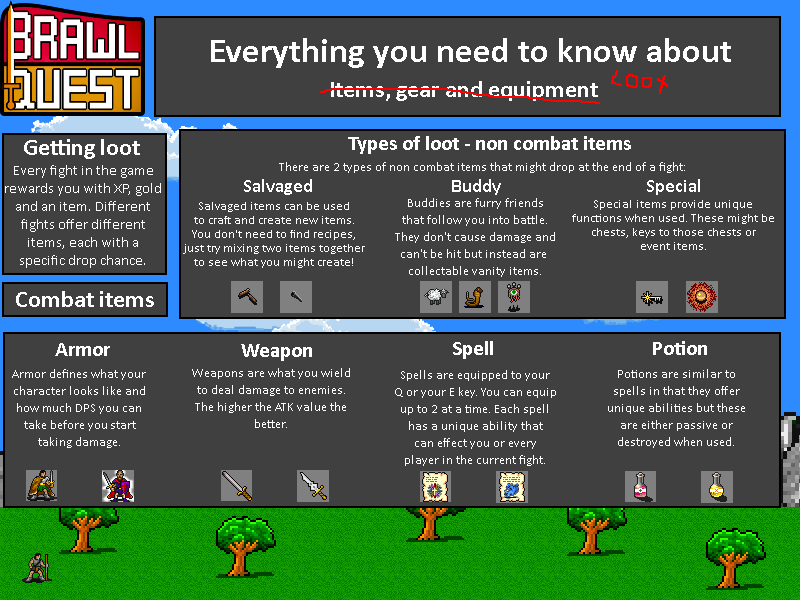 BRAWL
QUEST
Everything you need to know about
Items, gear and equipment
LOOT
Getting loot
Every fight in the game
rewards you with XP, gold
and an item. Different
fights offer different
items, each with a
specific drop chance.
Types of loot - non combat items
There are 2 types of non combat items that might drop at the end of a fight:
Salvaged
Salvaged items can be used
to craft and create new items.
You don't need to find recipes,
just try mixing two items together
to see what you might create!
Buddy
Buddies are furry friends
that follow you into battle.
They don't cause damage and
can't be hit but instead are
collectable vanity items.
Special
Special items provide unique
functions when used. These might be
chests, keys to those chests or
event items.
Combat items
Armor
Armor defines what your
character looks like and
how much DPS you can
take before you start
taking damage.
Weapon
Weapons are what you wield
to deal damage to enemies.
The higher the ATK value the
better.
Spell
Spells are equipped to your
Q or your E key. You can equip
up to 2 at a time. Each spell
has a unique ability that
can effect you or every
player in the current fight.
Potion
Potions are similar to
spells in that they offer
unique abilities but these
are either passive or
destroyed when used.